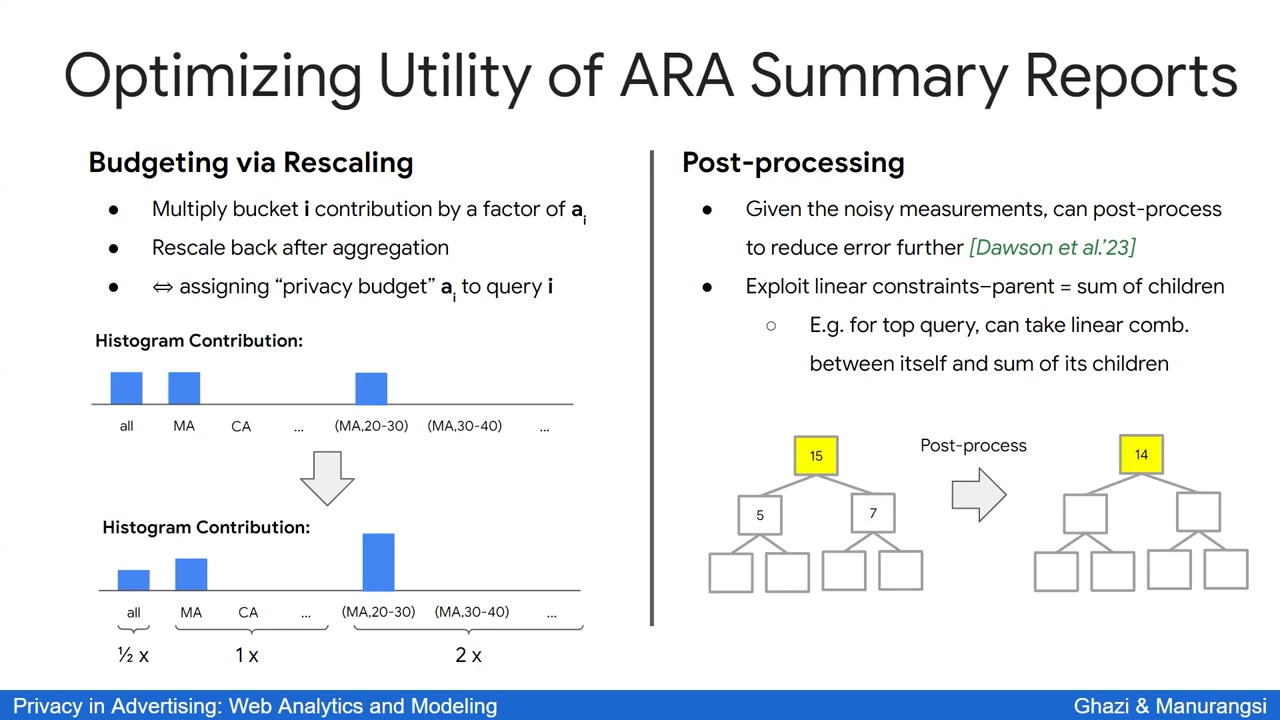 Optimizing Utility of ARA Summary Reports
Budgeting via Rescaling
● Multiply bucket i contribution by a factor of aᵢ
● Rescale back after aggregation
● ⇔ assigning “privacy budget” aᵢ to query i
Histogram Contribution:
all MA CA ... (MA,20-30) (MA,30-40) ...
Histogram Contribution:
all MA CA ... (MA,20-30) (MA,30-40) ...
½ x 1 x 2 x
Post-processing
● Given the noisy measurements, can post-process
to reduce error further [Dawson et al.’23]
● Exploit linear constraints–parent = sum of children
○ E.g. for top query, can take linear comb.
between itself and sum of its children
15
5 7
Post-process
14
Privacy in Advertising: Web Analytics and Modeling
Ghazi & Manurangsi